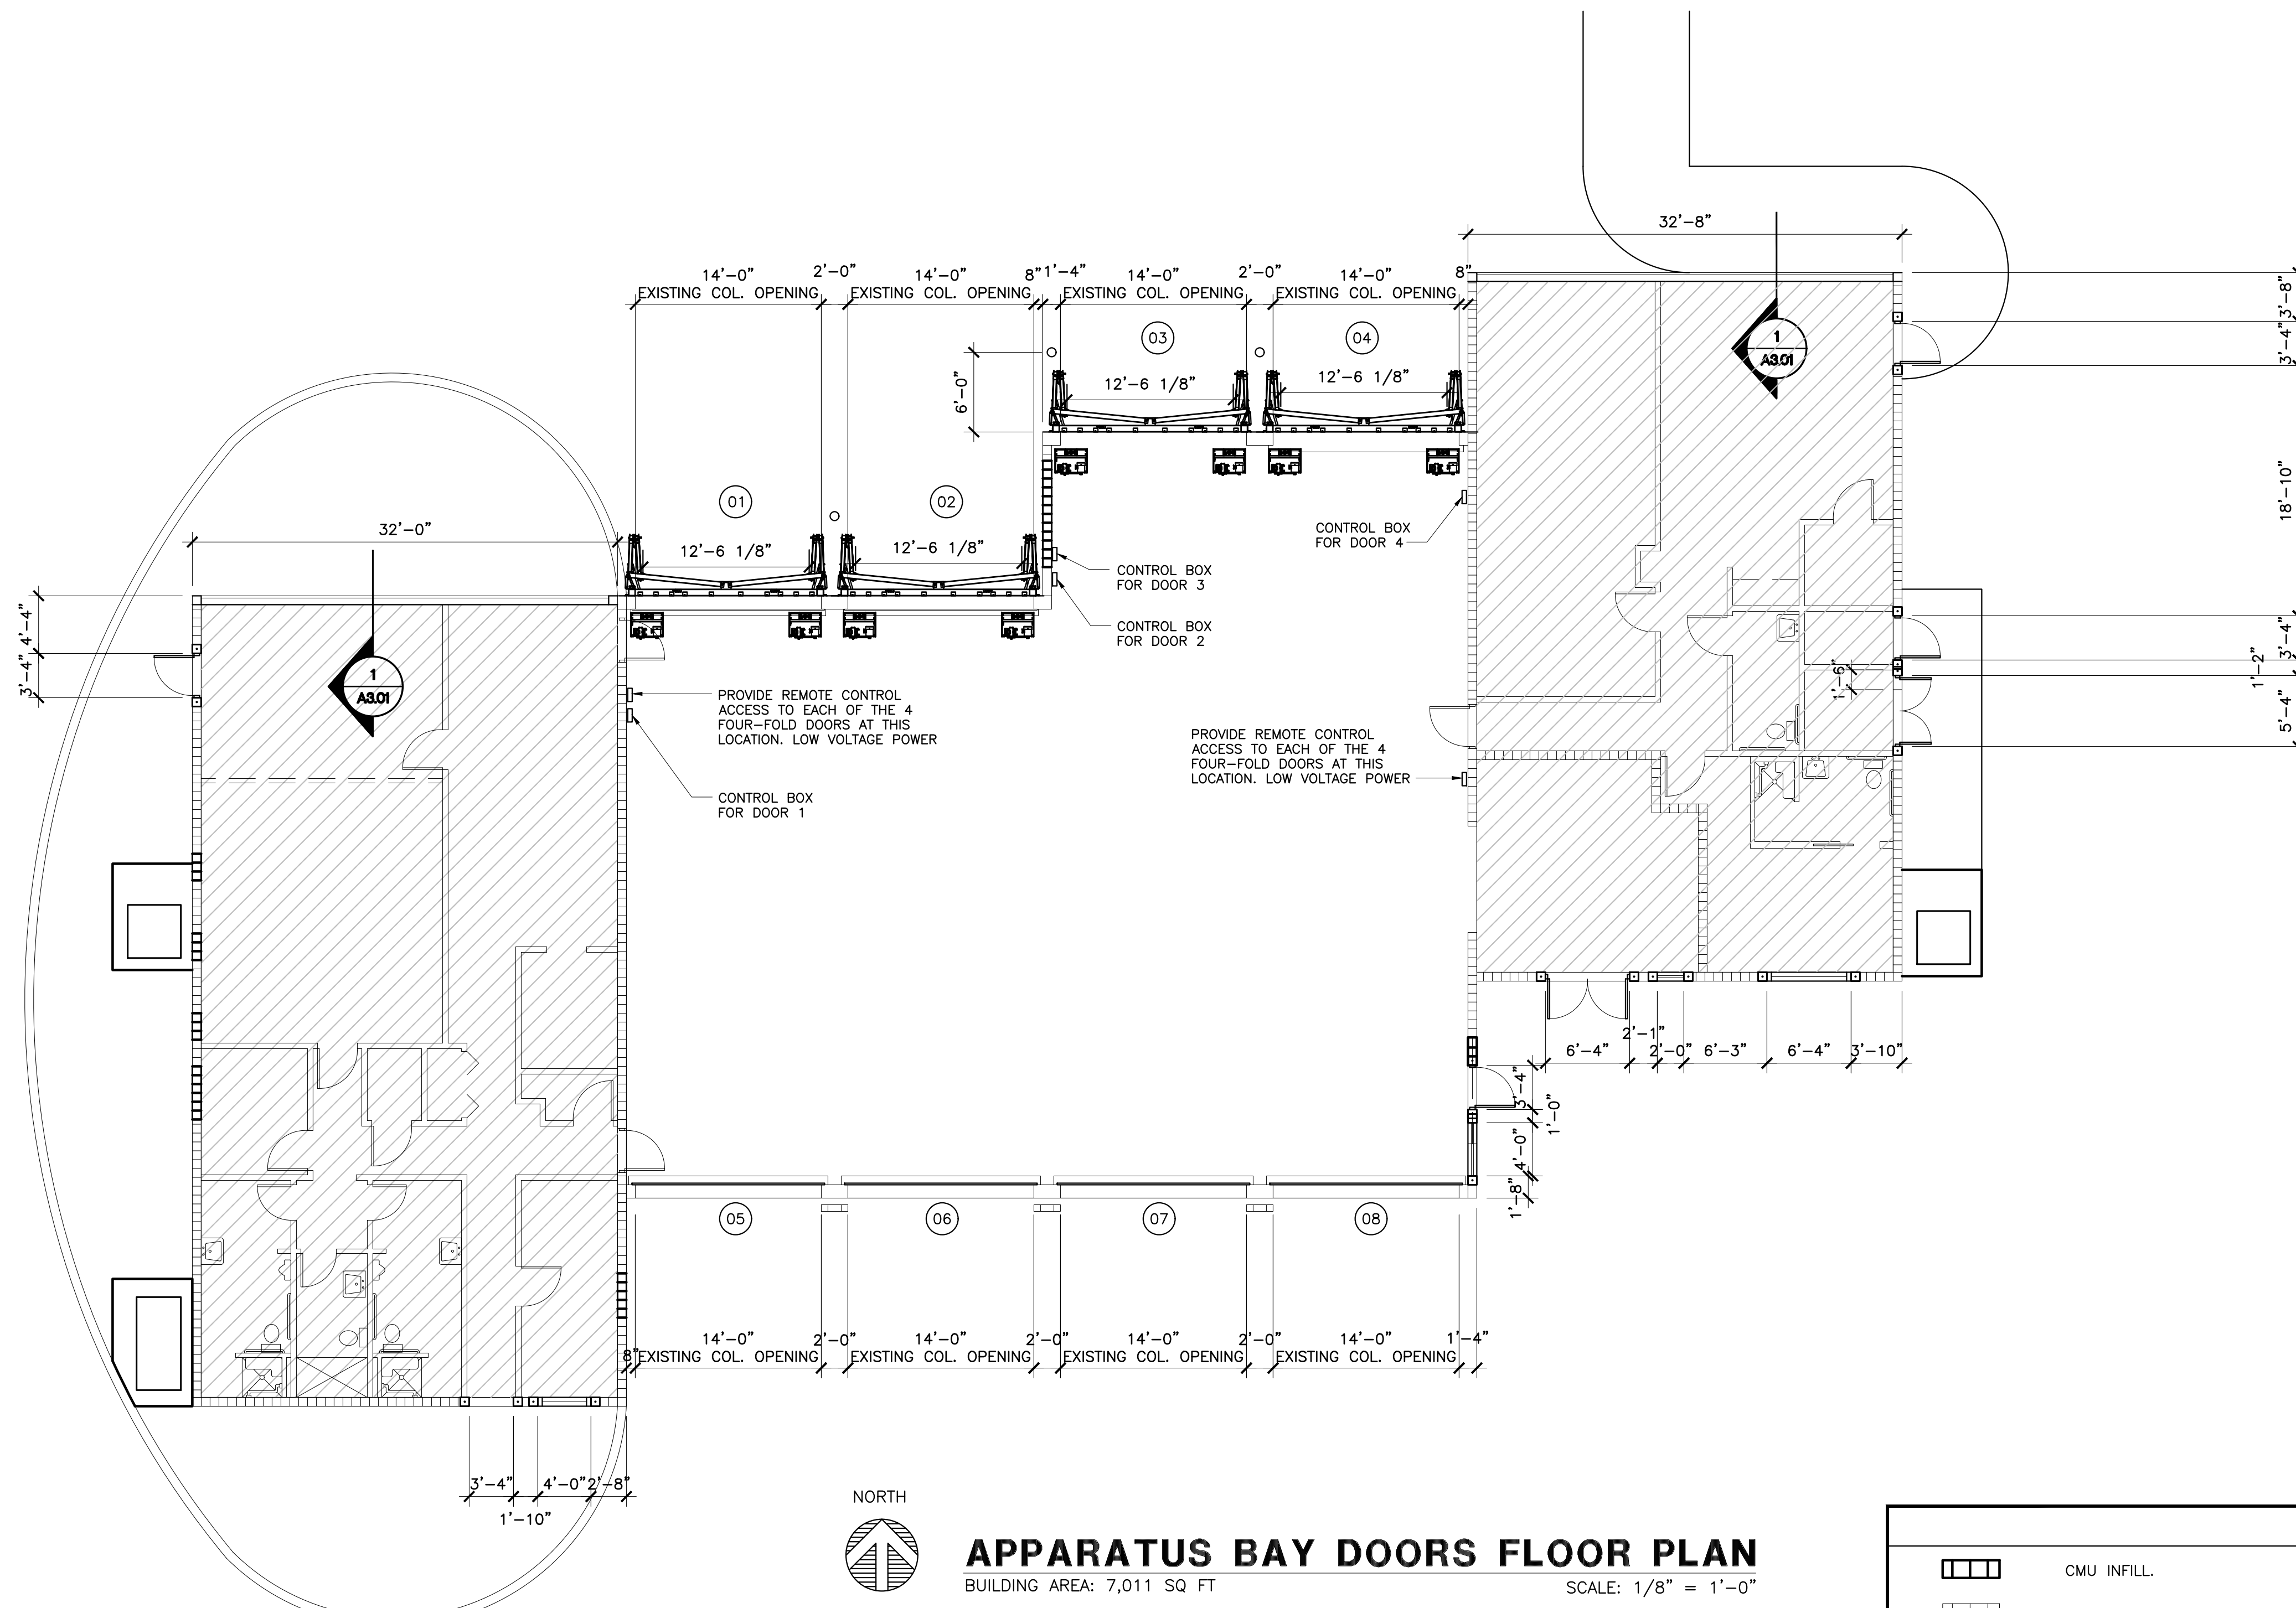 32'-8"
14'-0" 2'-0" 14'-0" 8" 1'-4" 14'-0" 2'-0" 14'-0" 8"
EXISTING COL. OPENING EXISTING COL. OPENING EXISTING COL. OPENING EXISTING COL. OPENING
03 04
1
A3.01
12'-6 1/8" 12'-6 1/8"
6'-0"
3'-8"
3'-4"
18'-10"
3'-4"
1'-2"
5'-4"
1'-6"
01 02
32'-0"
12'-6 1/8" 12'-6 1/8"
CONTROL BOX
FOR DOOR 4
CONTROL BOX
FOR DOOR 3
CONTROL BOX
FOR DOOR 2
4'-4"
3'-4"
1
A3.01
PROVIDE REMOTE CONTROL
ACCESS TO EACH OF THE 4
FOUR-FOLD DOORS AT THIS
LOCATION. LOW VOLTAGE POWER
PROVIDE REMOTE CONTROL
ACCESS TO EACH OF THE 4
FOUR-FOLD DOORS AT THIS
LOCATION. LOW VOLTAGE POWER
CONTROL BOX
FOR DOOR 1
2'-1"
6'-4" 2'-0" 6'-3" 6'-4" 3'-10"
3'-4"
1'-0"
4'-0"
1'-8"
05 06 07 08
14'-0" 2'-0" 14'-0" 2'-0" 14'-0" 2'-0" 14'-0" 1'-4"
8" EXISTING COL. OPENING EXISTING COL. OPENING EXISTING COL. OPENING EXISTING COL. OPENING
3'-4" 4'-0" 2'-8"
1'-10"
NORTH
APPARATUS BAY DOORS FLOOR PLAN
BUILDING AREA: 7,011 SQ FT SCALE: 1/8" = 1'-0"
CMU INFILL.